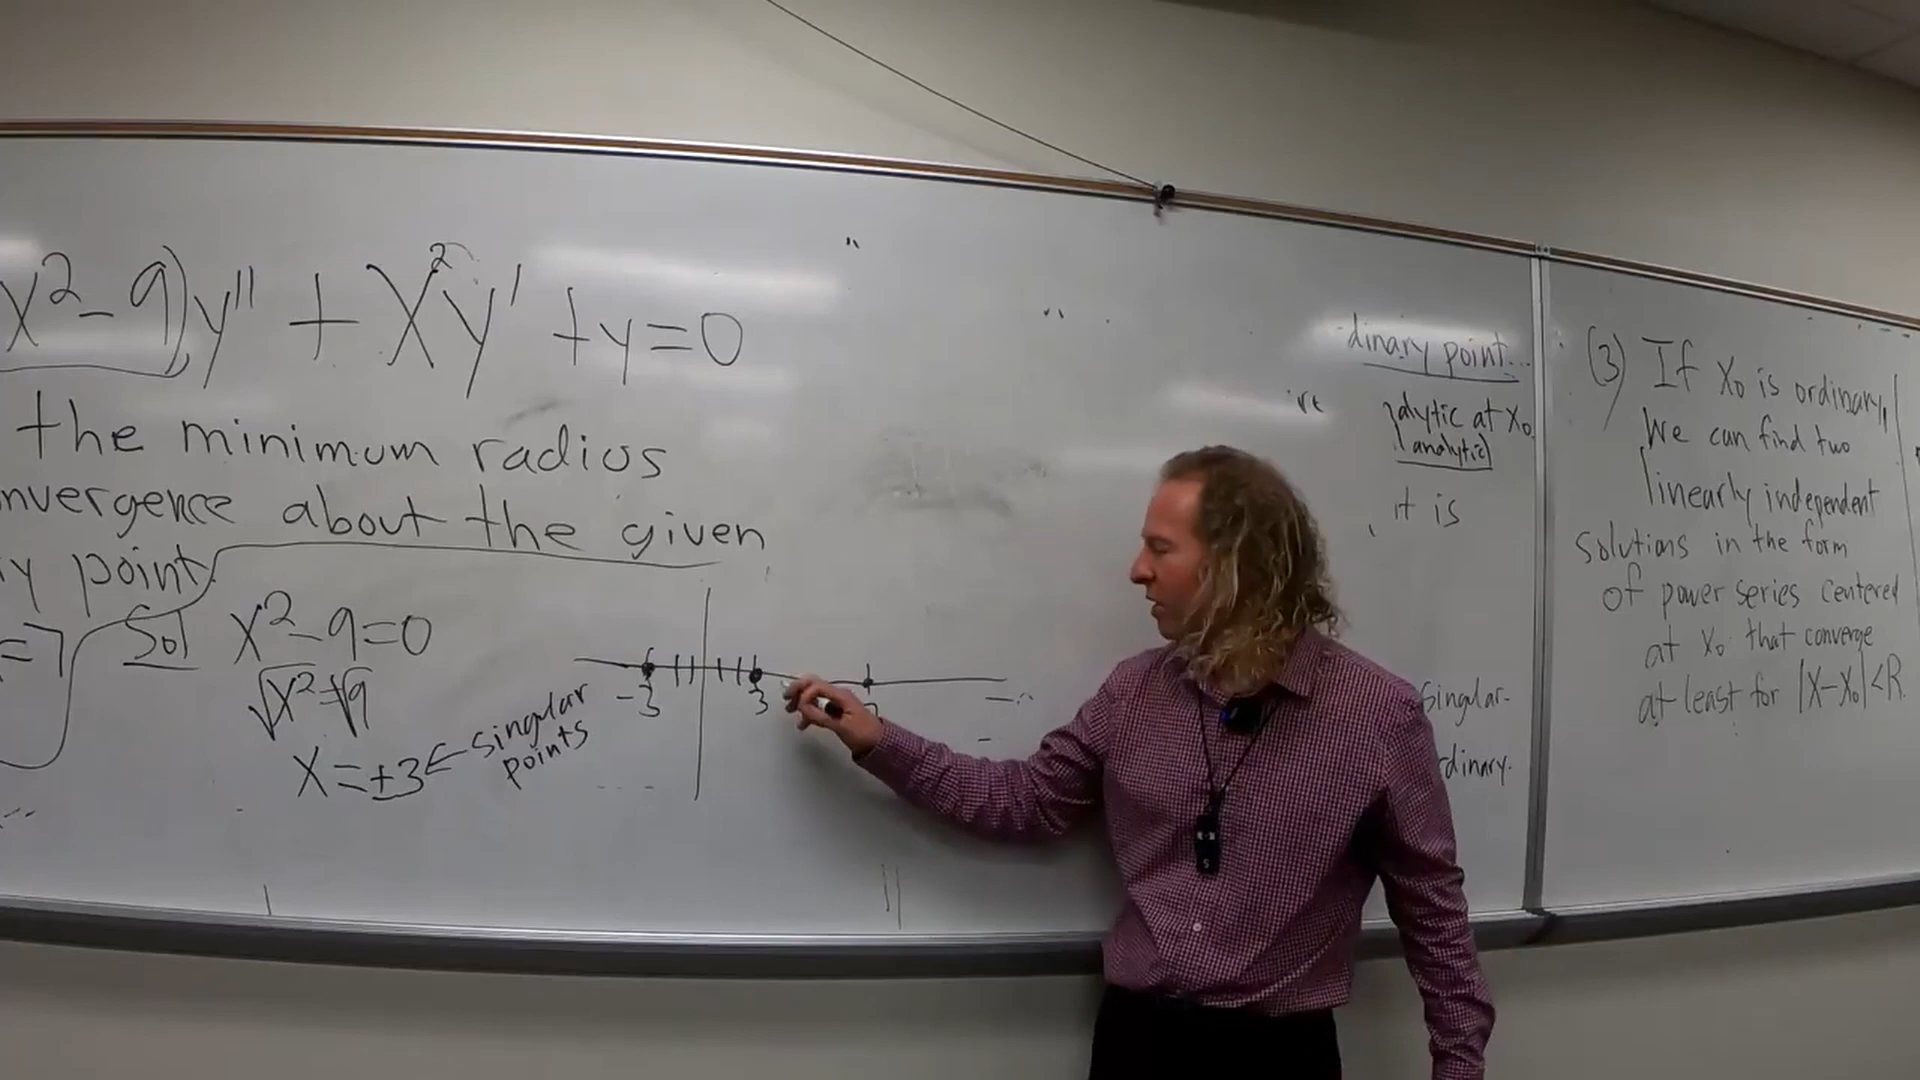 x²-9)y'' + x²y' + y = 0
the minimum radius
nvergence about the given
y point
=7
Sol x²-9=0
√x²=√9
x=±3 ← singular
points
-3 3
dinary point
alytic at x₀
analytic)
it is
singular-
rdinary.
(3) If x₀ is ordinary,
we can find two
linearly independent
solutions in the form
of power series centered
at x₀ that converge
at least for |x-x₀|<R